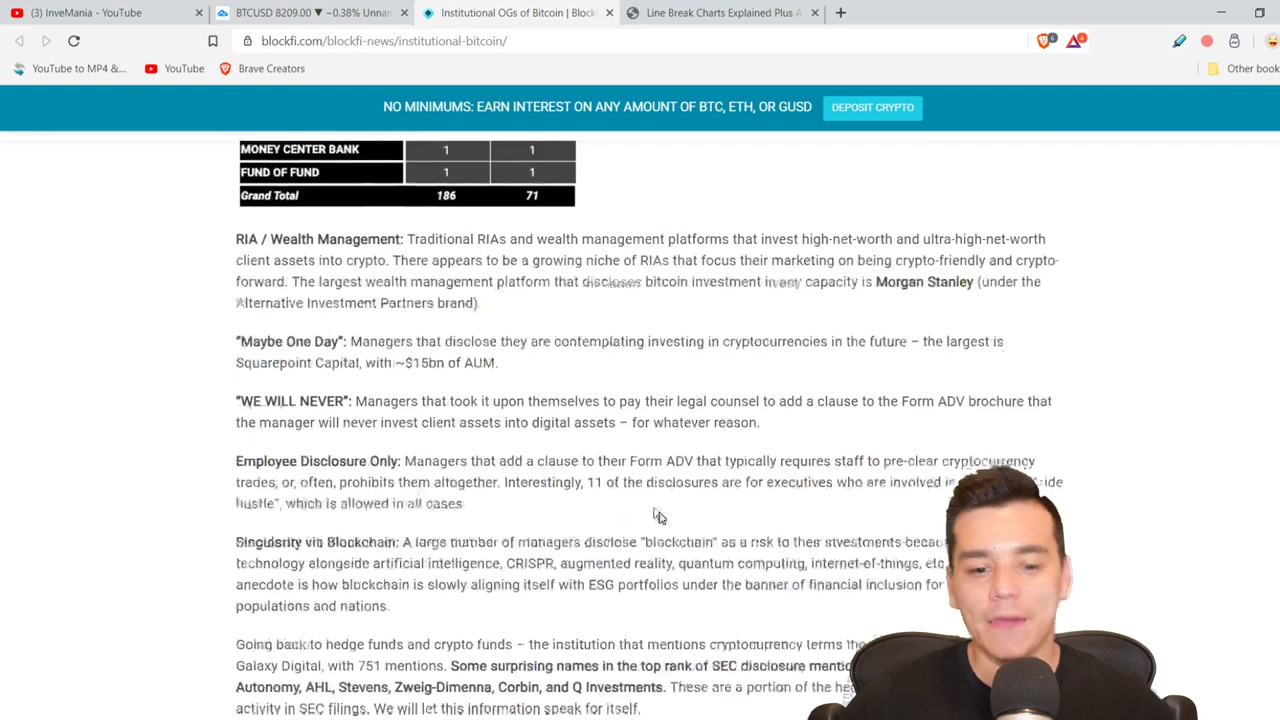 InveMania - YouTube
BTCUSD 8209.00 ▼ −0.38% Unnar
Institutional OGs of Bitcoin | Block
Line Break Charts Explained Plus A
blockfi.com/blockfi-news/institutional-bitcoin/
6
4
YouTube to MP4 &...
YouTube
Brave Creators
Other book
NO MINIMUMS: EARN INTEREST ON ANY AMOUNT OF BTC, ETH, OR GUSD
DEPOSIT CRYPTO
MONEY CENTER BANK 1 1
FUND OF FUND 1 1
Grand Total 186 71
RIA / Wealth Management: Traditional RIAs and wealth management platforms that invest high-net-worth and ultra-high-net-worth
client assets into crypto. There appears to be a growing niche of RIAs that focus their marketing on being crypto-friendly and crypto-
forward. The largest wealth management platform that discloses bitcoin investment in any capacity is Morgan Stanley (under the
Alternative Investment Partners brand).
"Maybe One Day": Managers that disclose they are contemplating investing in cryptocurrencies in the future – the largest is
Squarepoint Capital, with ~$15bn of AUM.
"WE WILL NEVER": Managers that took it upon themselves to pay their legal counsel to add a clause to the Form ADV brochure that
the manager will never invest client assets into digital assets – for whatever reason.
Employee Disclosure Only: Managers that add a clause to their Form ADV that typically requires staff to pre-clear cryptocurrency
trades, or, often, prohibits them altogether. Interestingly, 11 of the disclosures are for executives who are involved in
hustle", which is allowed in all cases
Singularity via Blockchain: A large number of managers disclose "blockchain" as a risk to their investments
technology alongside artificial intelligence, CRISPR, augmented reality, quantum computing, internet-of-things, etc
anecdote is how blockchain is slowly aligning itself with ESG portfolios under the banner of financial inclusion for
populations and nations.
Going back to hedge funds and crypto funds – the institution that mentions cryptocurrency terms
Galaxy Digital, with 751 mentions. Some surprising names in the top rank of SEC disclosure
Autonomy, AHL, Stevens, Zweig-Dimenna, Corbin, and Q Investments. These are a portion of the
activity in SEC filings. We will let this information speak for itself.